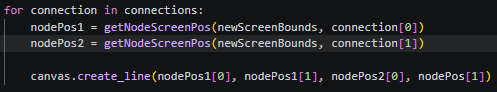 for connection in connections:
    nodePos1 = getNodeScreenPos(newScreenBounds, connection[0])
    nodePos2 = getNodeScreenPos(newScreenBounds, connection[1])

    canvas.create_line(nodePos1[0], nodePos1[1], nodePos2[0], nodePos[1])